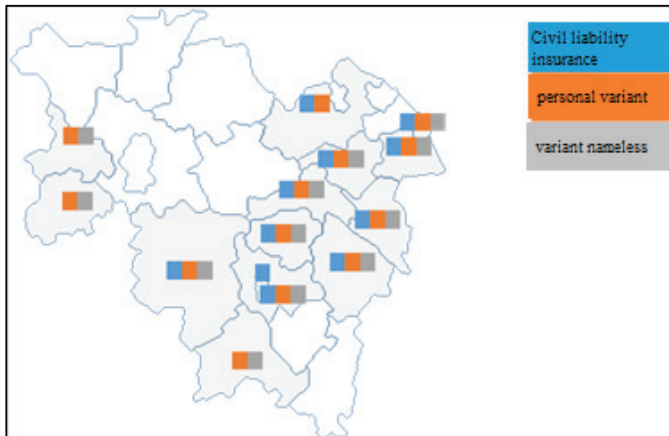 Civil liability
insurance
personal variant
variant nameless